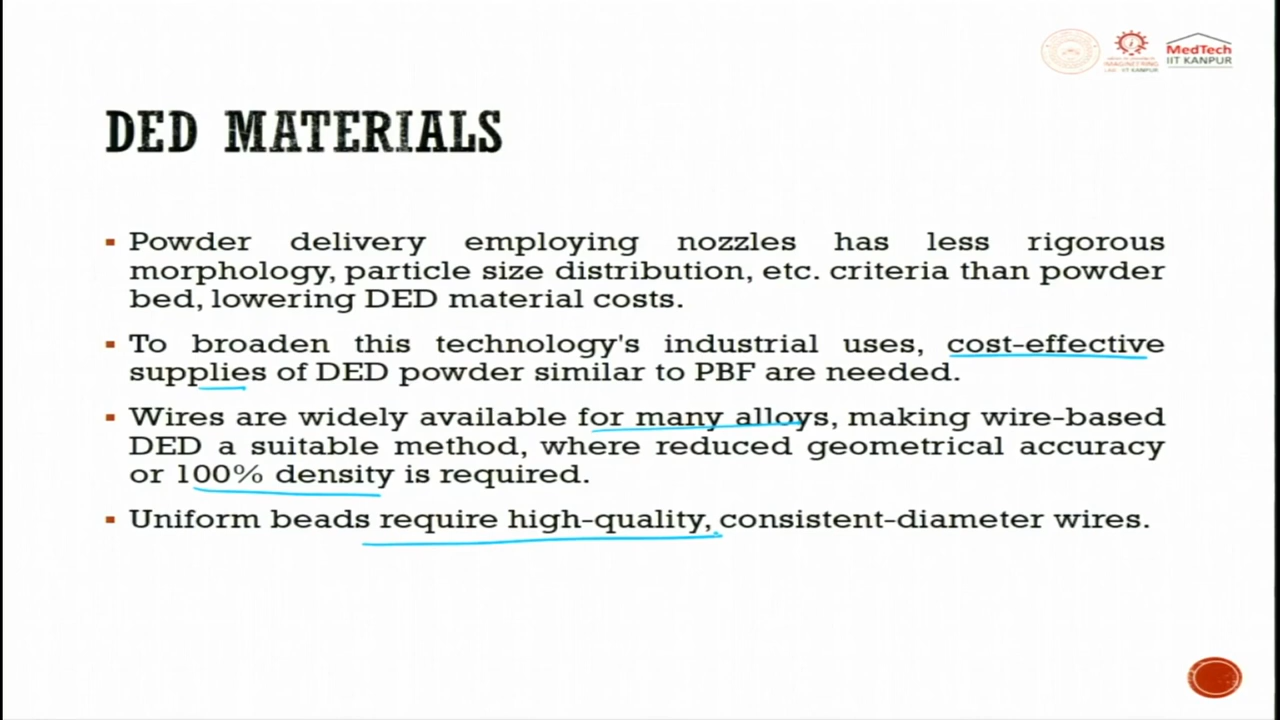 MedTech
IIT KANPUR
DED MATERIALS
▪ Powder delivery employing nozzles has less rigorous
morphology, particle size distribution, etc. criteria than powder
bed, lowering DED material costs.
▪ To broaden this technology's industrial uses, cost-effective
supplies of DED powder similar to PBF are needed.
▪ Wires are widely available for many alloys, making wire-based
DED a suitable method, where reduced geometrical accuracy
or 100% density is required.
▪ Uniform beads require high-quality, consistent-diameter wires.